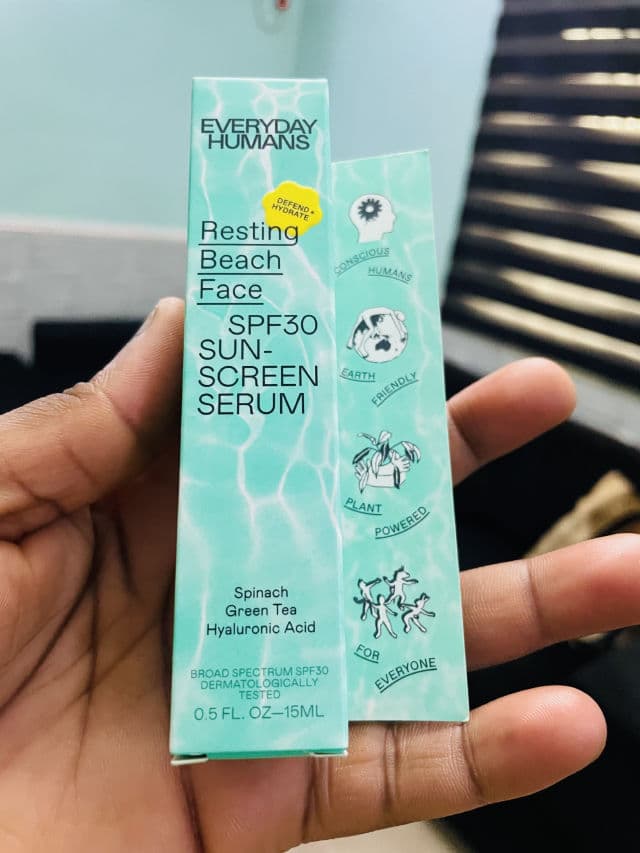 EVERYDAY
HUMANS
DEFEND +
HYDRATE
Resting
Beach
Face
SPF30
SUN-
SCREEN
SERUM
Spinach
Green Tea
Hyaluronic Acid
BROAD SPECTRUM SPF30
DERMATOLOGICALLY
TESTED
0.5 FL. OZ—15ML
CONSCIOUS
HUMANS
EARTH
FRIENDLY
PLANT
POWERED
FOR
EVERYONE